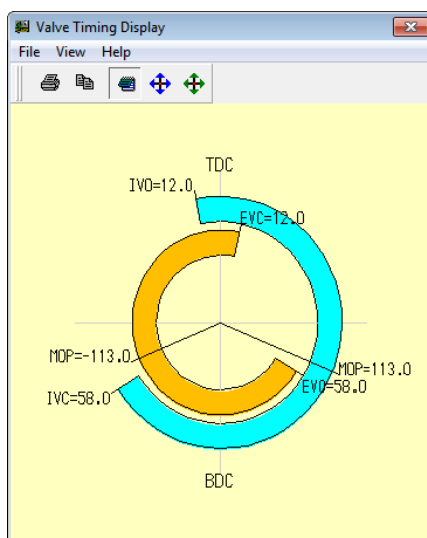 Valve Timing Display
File View Help
TDC
IVO=12.0
EVC=12.0
MOP=-113.0
MOP=113.0
EVO=58.0
IVC=58.0
BDC